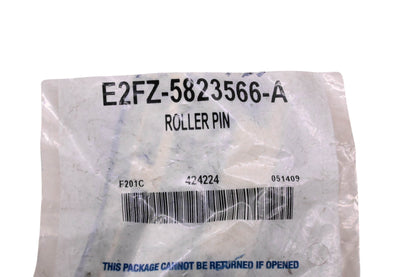 E2FZ-5823566-A
ROLLER PIN
F201C 424224 051409
THIS PACKAGE CANNOT BE RETURNED IF OPENED